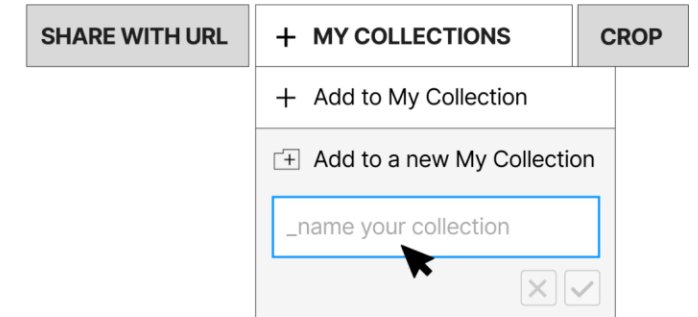 SHARE WITH URL
+ MY COLLECTIONS
CROP
+ Add to My Collection
Add to a new My Collection
_name your collection